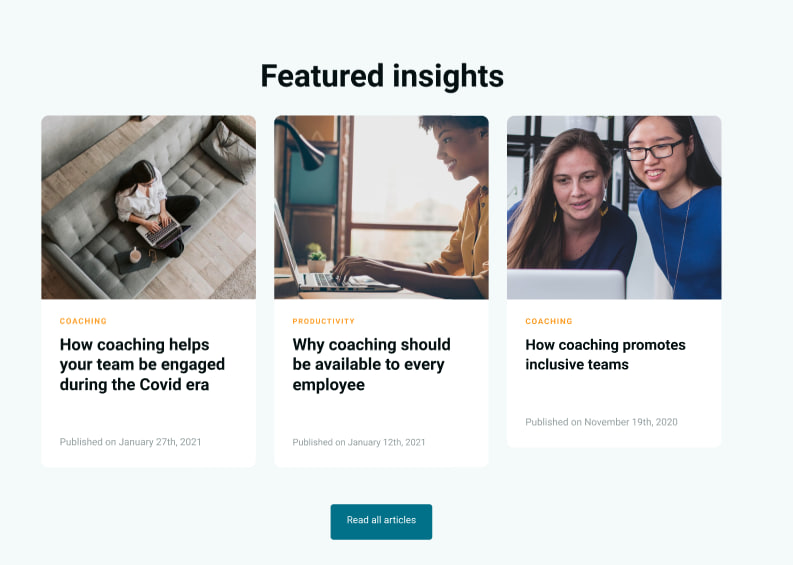 Featured insights
COACHING
How coaching helps
your team be engaged
during the Covid era
Published on January 27th, 2021
PRODUCTIVITY
Why coaching should
be available to every
employee
Published on January 12th, 2021
COACHING
How coaching promotes
inclusive teams
Published on November 19th, 2020
Read all articles